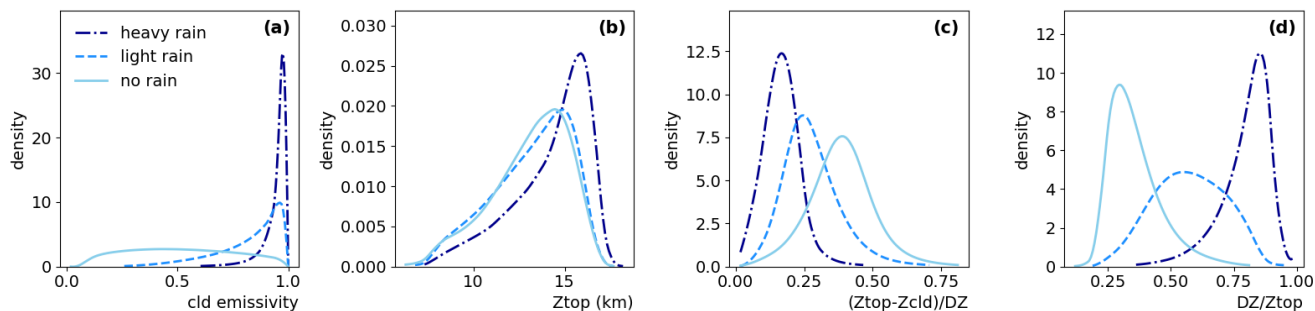 (a)
heavy rain
light rain
no rain
density
30
20
10
0
0.0
0.5
1.0
cld emissivity
(b)
density
0.030
0.025
0.020
0.015
0.010
0.005
0.000
10
15
Ztop (km)
(c)
density
12.5
10.0
7.5
5.0
2.5
0.0
0.00
0.25
0.50
0.75
(Ztop-Zcld)/DZ
(d)
density
12
10
8
6
4
2
0
0.25
0.50
0.75
1.00
DZ/Ztop